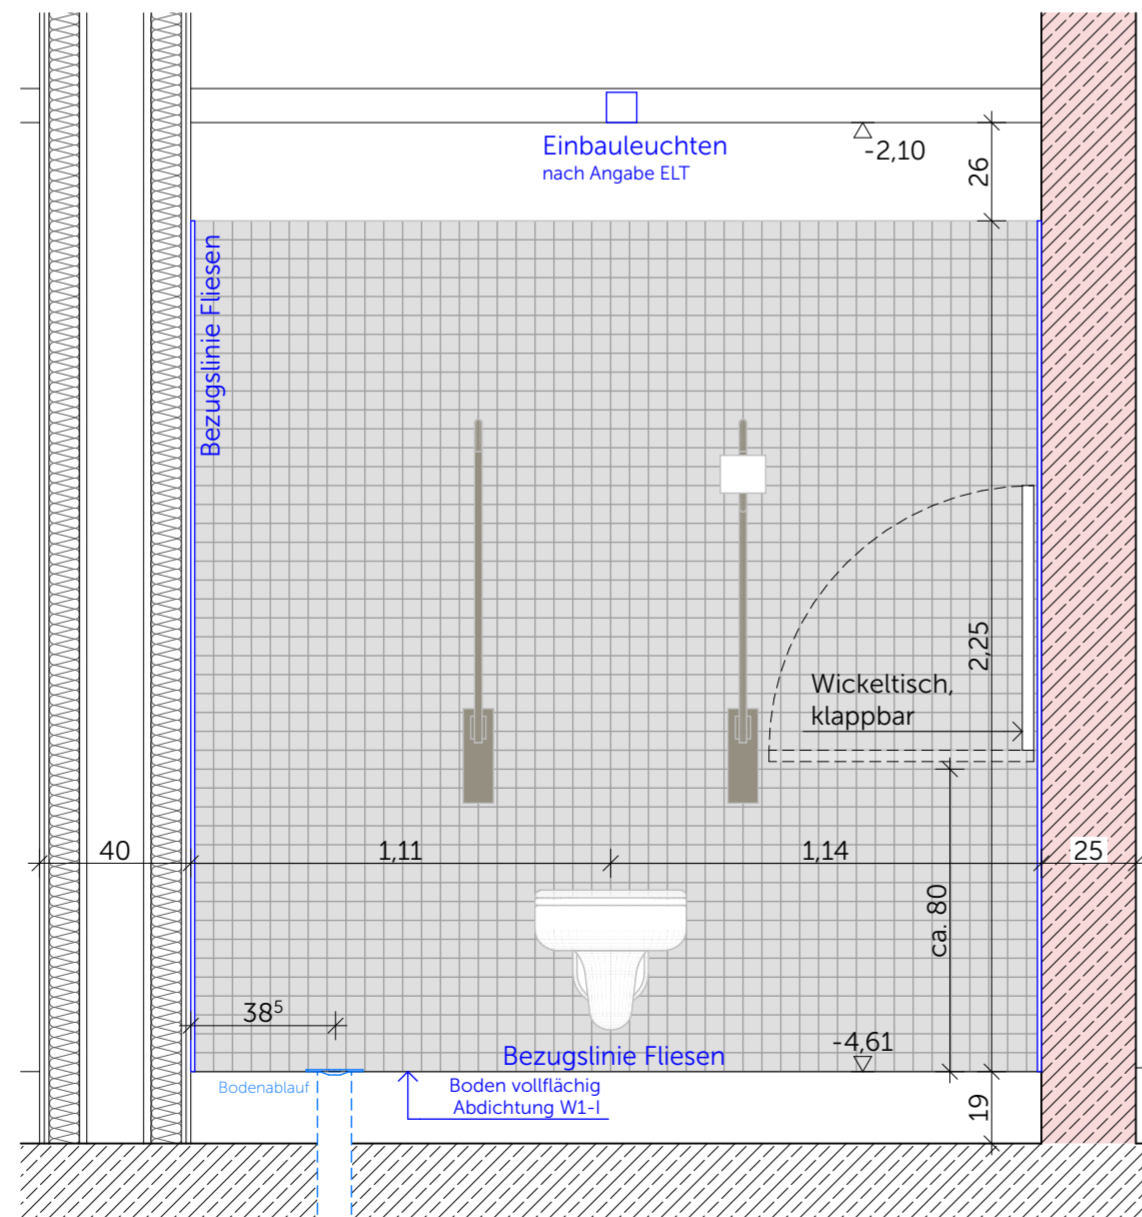 Einbauleuchten
nach Angabe ELT
-2,10
26
Bezugslinie Fliesen
2,25
Wickeltisch,
klappbar
40
1,11
1,14
25
ca. 80
38⁵
-4,61
Bezugslinie Fliesen
Bodenablauf
Boden vollflächig
Abdichtung W1-I
19